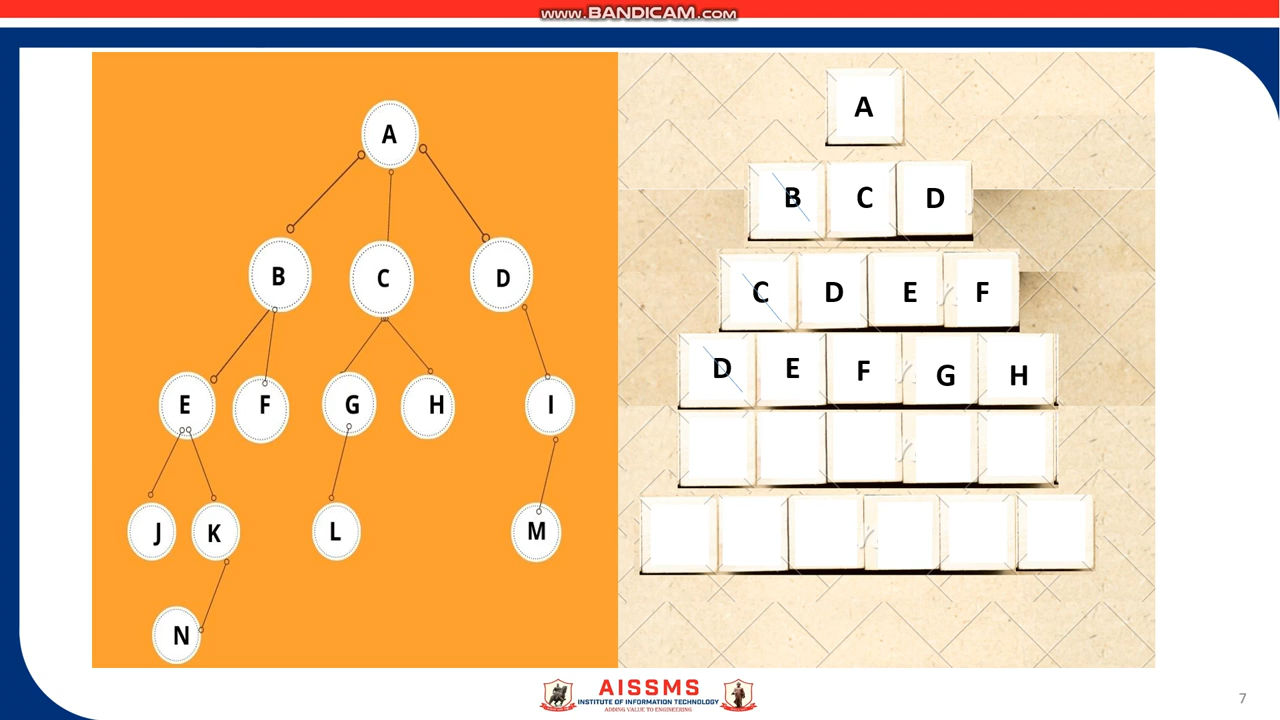 www.BANDICAM.com
A
B C D
E F G H I
J K L M
N
A
B C D
C D E F
D E F G H
AISSMS
INSTITUTE OF INFORMATION TECHNOLOGY
ADDING VALUE TO ENGINEERING
7